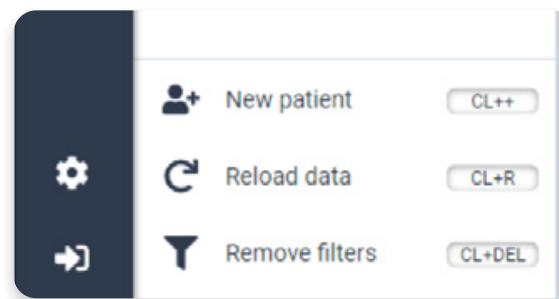 New patient CL++
Reload data CL+R
Remove filters CL+DEL